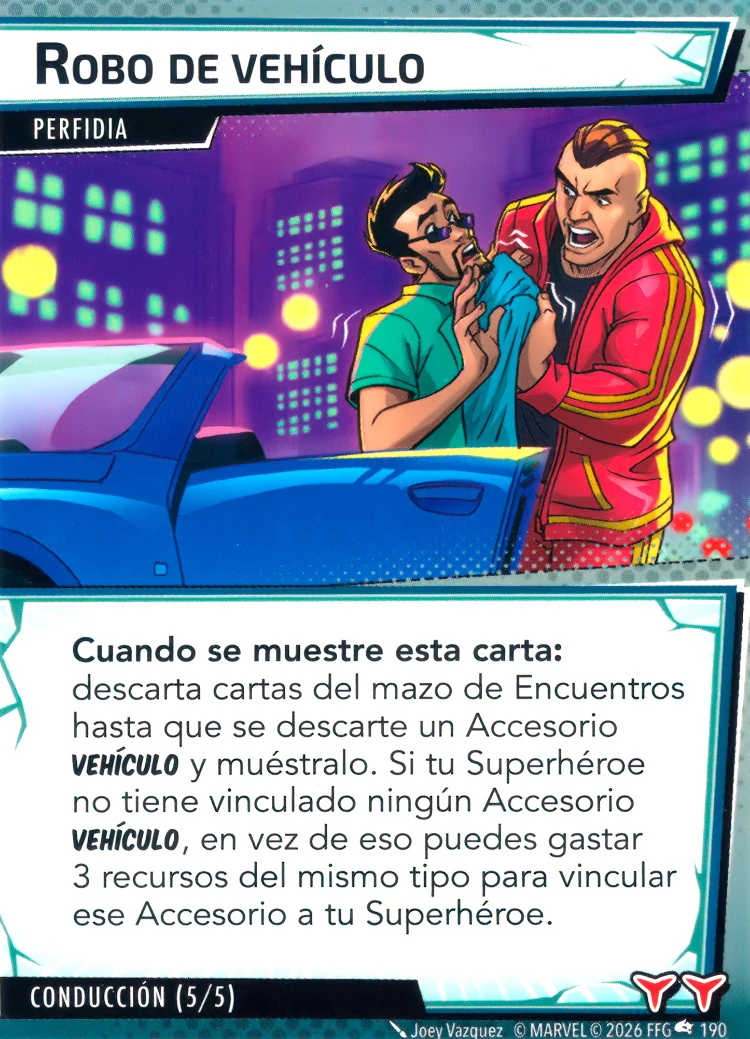 ROBO DE VEHÍCULO
PERFIDIA
Cuando se muestre esta carta:
descarta cartas del mazo de Encuentros
hasta que se descarte un Accesorio
VEHÍCULO y muéstralo. Si tu Superhéroe
no tiene vinculado ningún Accesorio
VEHÍCULO, en vez de eso puedes gastar
3 recursos del mismo tipo para vincular
ese Accesorio a tu Superhéroe.
CONDUCCIÓN (5/5)
Joey Vazquez © MARVEL © 2026 FFG 190